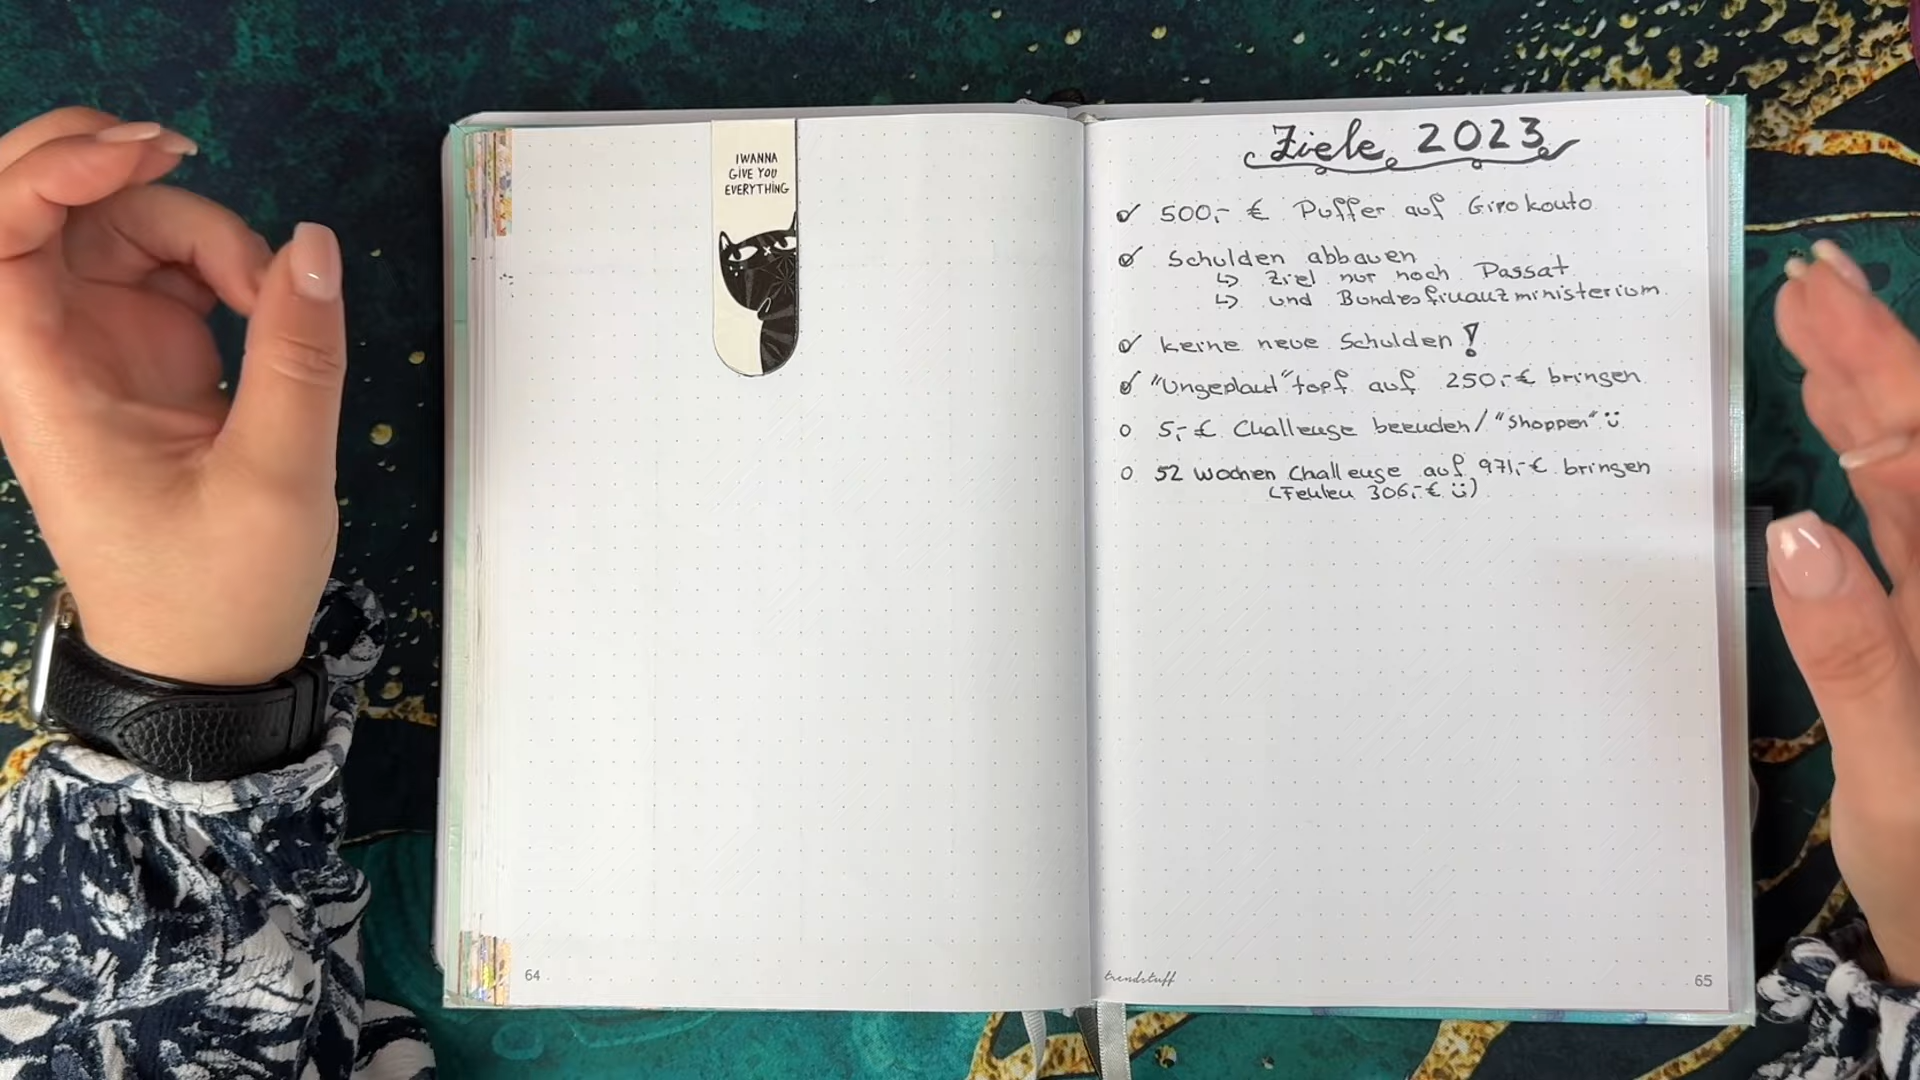 I WANNA
GIVE YOU
EVERYTHING
64
Ziele 2023
500,- € Puffer auf Girokonto
Schulden abbauen
↳ Ziel nur noch Passat
↳ und Bundesfinanzministerium
keine neue Schulden!
"Ungeplant"topf auf 250,-€ bringen
5,-€ Challenge beenden/"Shoppen" ü
52 Wochen Challenge auf 971,-€ bringen
(Fehlen 306,-€ ü)
trendstuff
65